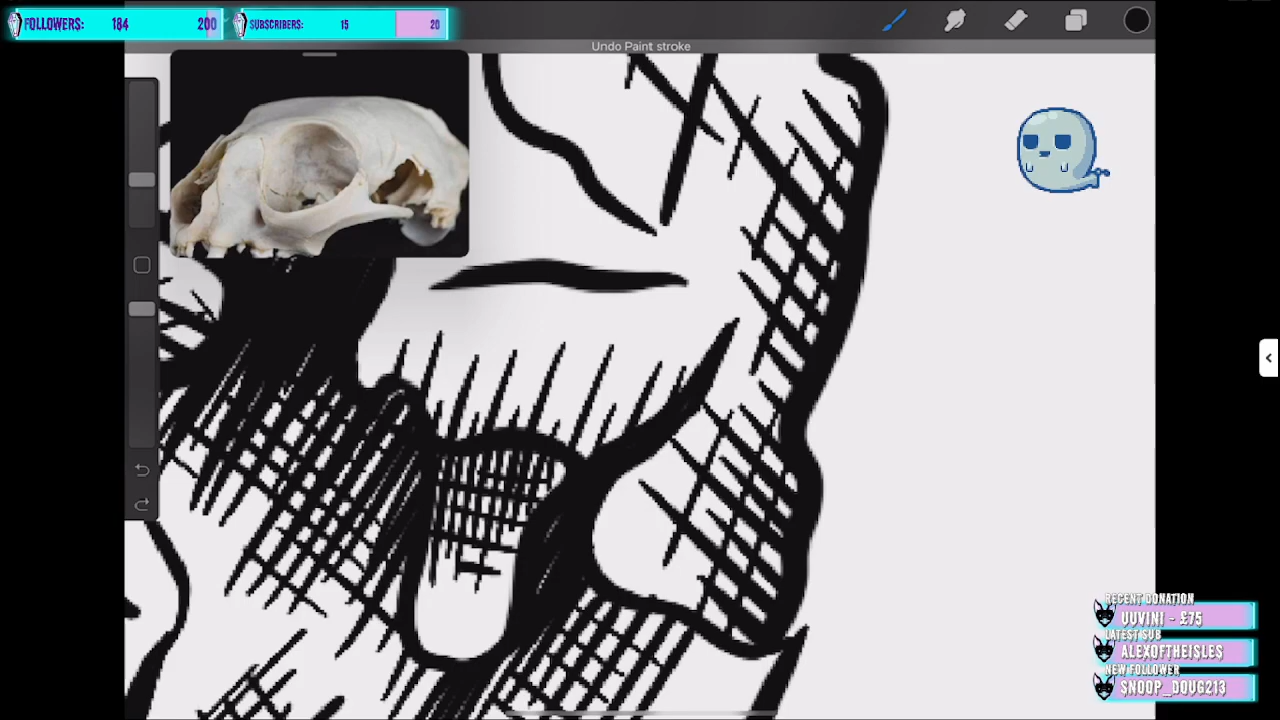 FOLLOWERS: 184 200
SUBSCRIBERS: 15 20
Undo Paint stroke
RECENT DONATION
UUVINI - £75
LATEST SUB
ALEXOFTHEISLES
NEW FOLLOWER
SNOOP_DOUG213